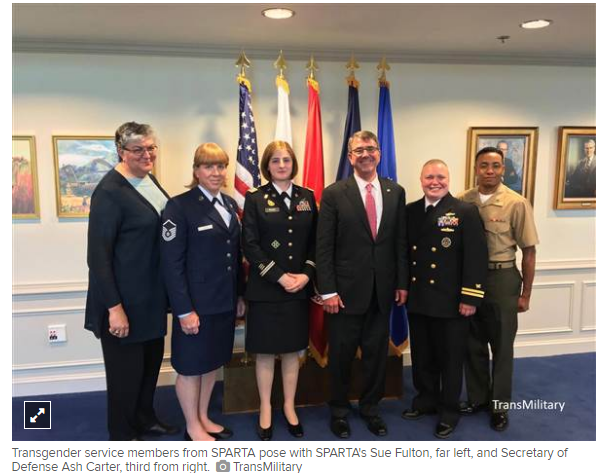 TransMilitary
TransMilitary
Transgender service members from SPARTA pose with SPARTA's Sue Fulton, far left, and Secretary of
Defense Ash Carter, third from right. TransMilitary